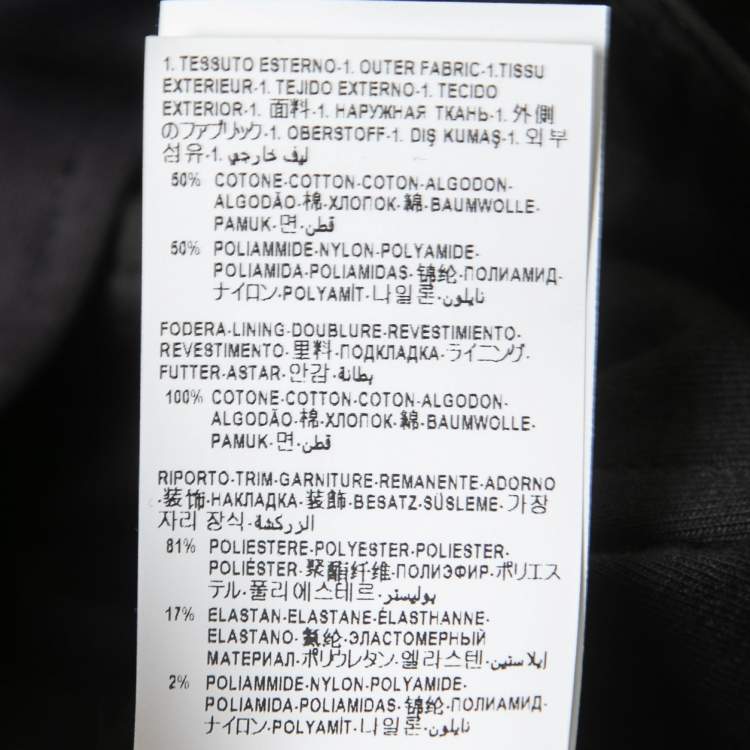 1. TESSUTO ESTERNO-1. OUTER FABRIC-1.TISSU
EXTERIEUR-1. TEJIDO EXTERNO-1. TECIDO
EXTERIOR-1. 面料-1. НАРУЖНАЯ ТКАНЬ-1. 外側
のファブリック-1. OBERSTOFF-1. DIŞ KUMAŞ-1. 외부
섬유-1. ليف خارجي
50% COTONE-COTTON-COTON-ALGODON-
ALGODÃO-棉-ХЛОПОК-綿-BAUMWOLLE-
PAMUK-면-قطن
50% POLIAMMIDE-NYLON-POLYAMIDE-
POLIAMIDA-POLIAMIDAS-锦纶-ПОЛИАМИД-
ナイロン-POLYAMİT-나일론-نايلون
FODERA-LINING-DOUBLURE-REVESTIMIENTO-
REVESTIMENTO-里料-ПОДКЛАДКА-ライニング-
FUTTER-ASTAR-안감-بطانة
100% COTONE-COTTON-COTON-ALGODON-
ALGODÃO-棉-ХЛОПОК-綿-BAUMWOLLE-
PAMUK-면-قطن
RIPORTO-TRIM-GARNITURE-REMANENTE-ADORNO
-装饰-НАКЛАДКА-装飾-BESATZ-SÜSLEME-가장
자리 장식-الزركشة
81% POLIESTERE-POLYESTER-POLIESTER-
POLIÉSTER-聚酯纤维-ПОЛИЭФИР-ポリエス
テル-폴리에스테르-بوليستر
17% ELASTAN-ELASTANE-ÉLASTHANNE-
ELASTANO-氨纶-ЭЛАСТОМЕРНЫЙ
МАТЕРИАЛ-ポリウレタン-엘라스텐-ايلاستين
2% POLIAMMIDE-NYLON-POLYAMIDE-
POLIAMIDA-POLIAMIDAS-锦纶-ПОЛИАМИД-
ナイロン-POLYAMİT-나일론-نايلون